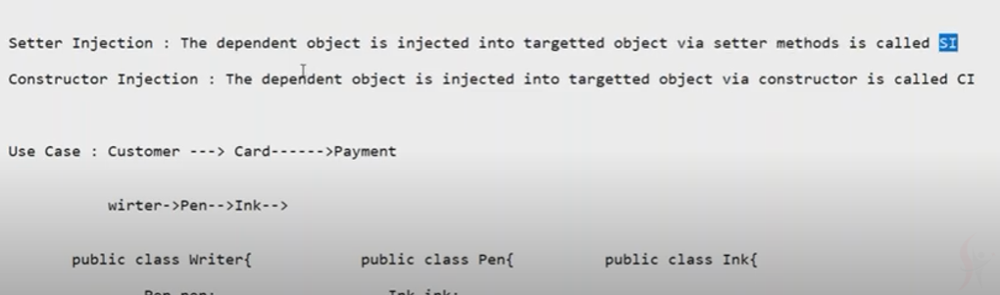 Setter Injection : The dependent object is injected into targetted object via setter methods is called SI
Constructor Injection : The dependent object is injected into targetted object via constructor is called CI
Use Case : Customer ---> Card------>Payment
wirter->Pen-->Ink-->
public class Writer{ public class Pen{ public class Ink{
Pen pen; Ink ink;